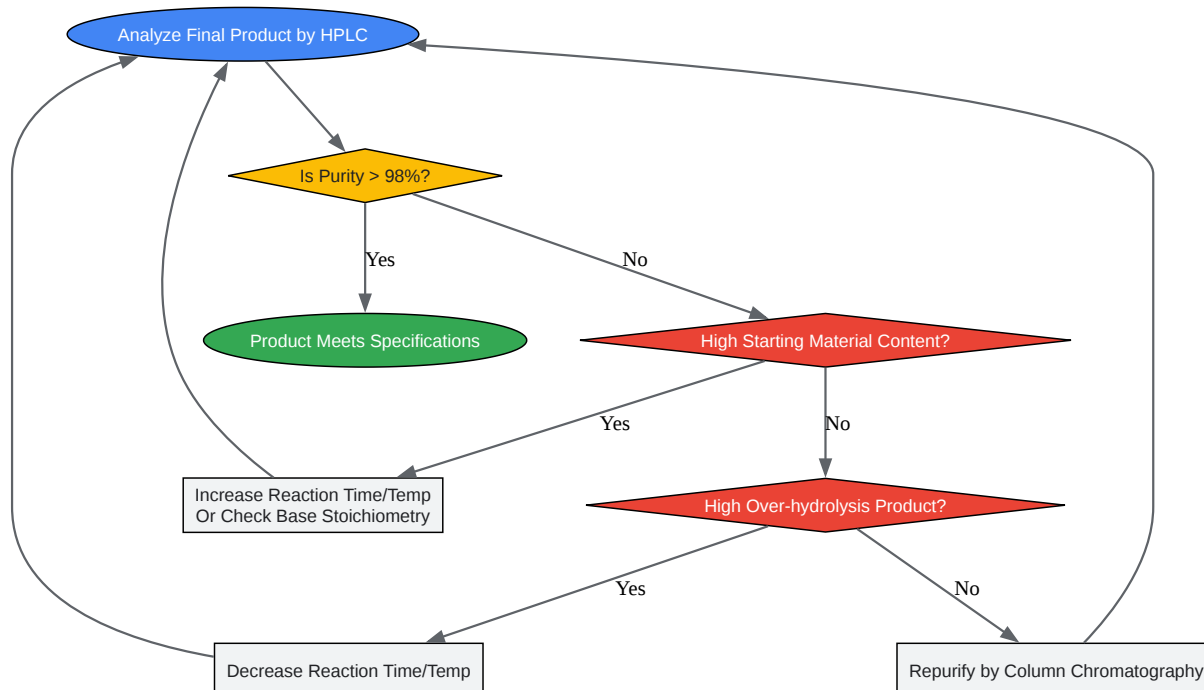 Analyze Final Product by HPLC
Is Purity > 98%?
Yes
No
Product Meets Specifications
High Starting Material Content?
Yes
No
Increase Reaction Time/Temp
Or Check Base Stoichiometry
High Over-hydrolysis Product?
Yes
No
Decrease Reaction Time/Temp
Repurify by Column Chromatography